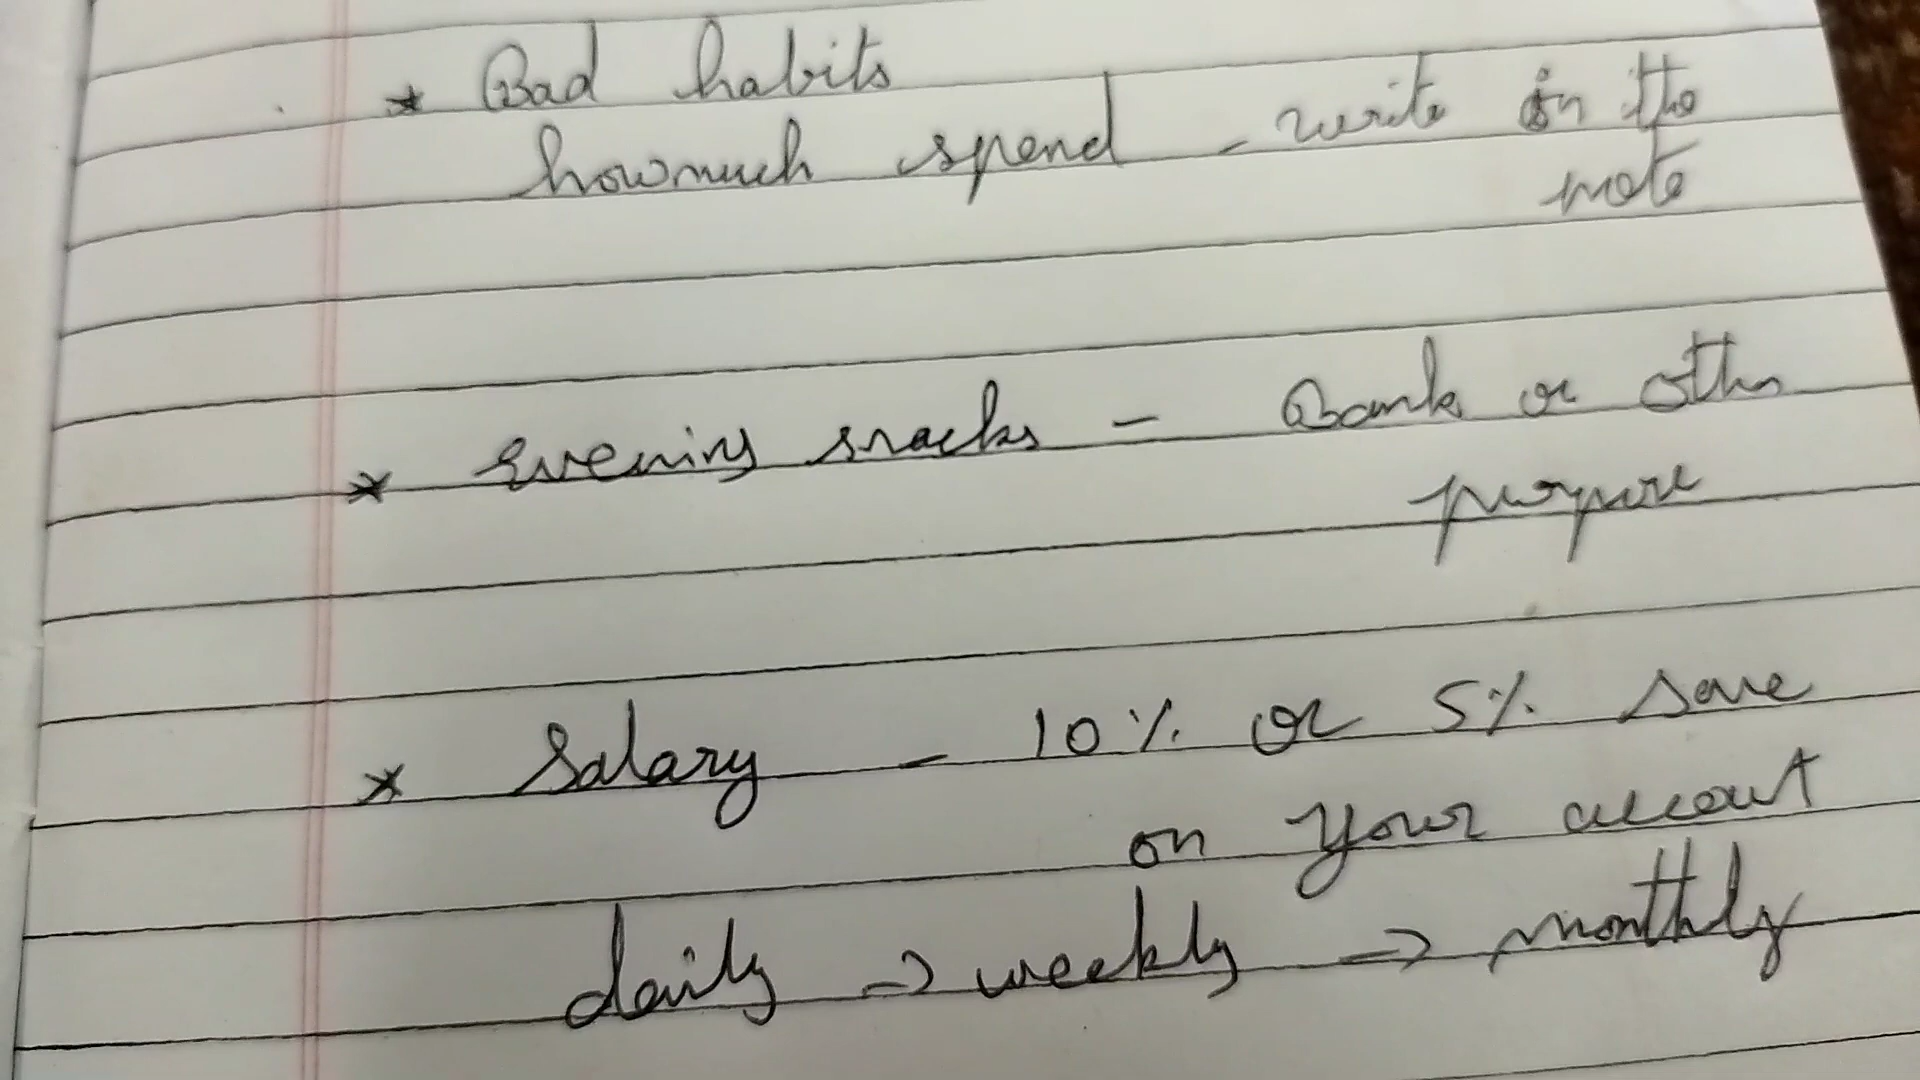 * Bad habits
howmuch spend - write in the
note
* evening snacks - Bank or other
purpose
* Salary - 10% or 5% save
on your account
daily → weekly → monthly